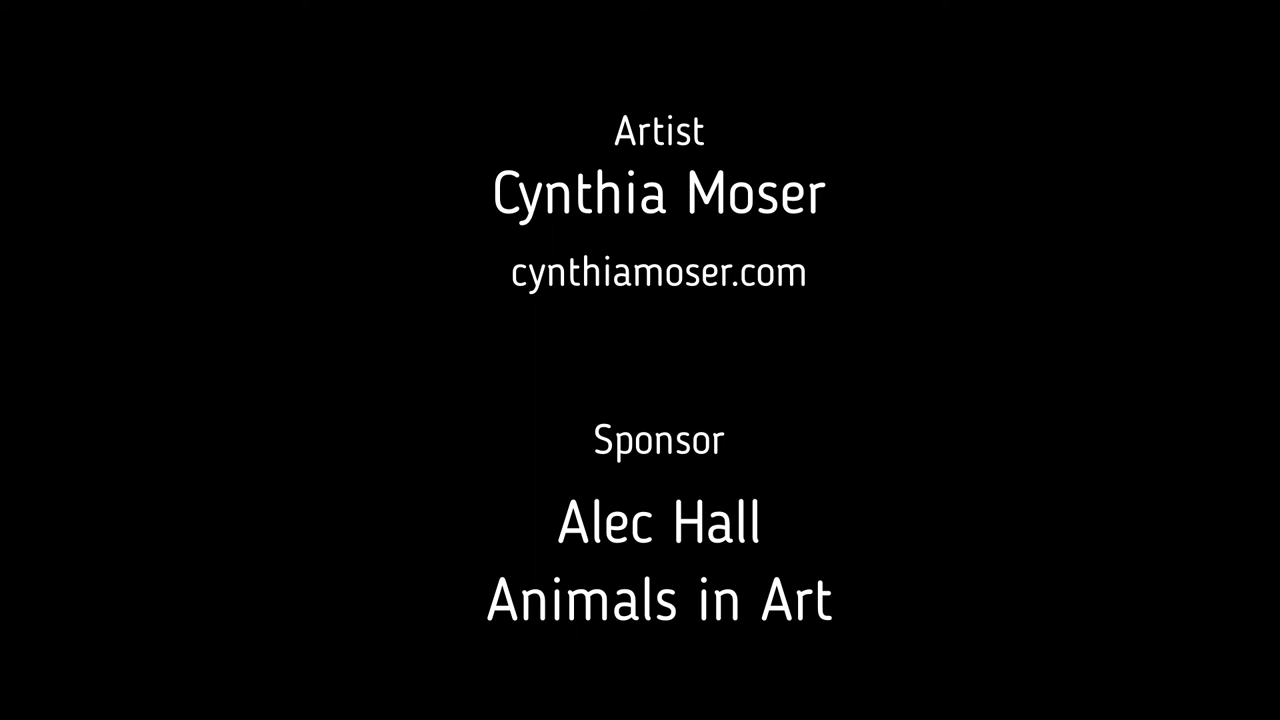 Artist
Cynthia Moser
cynthiamoser.com
Sponsor
Alec Hall
Animals in Art